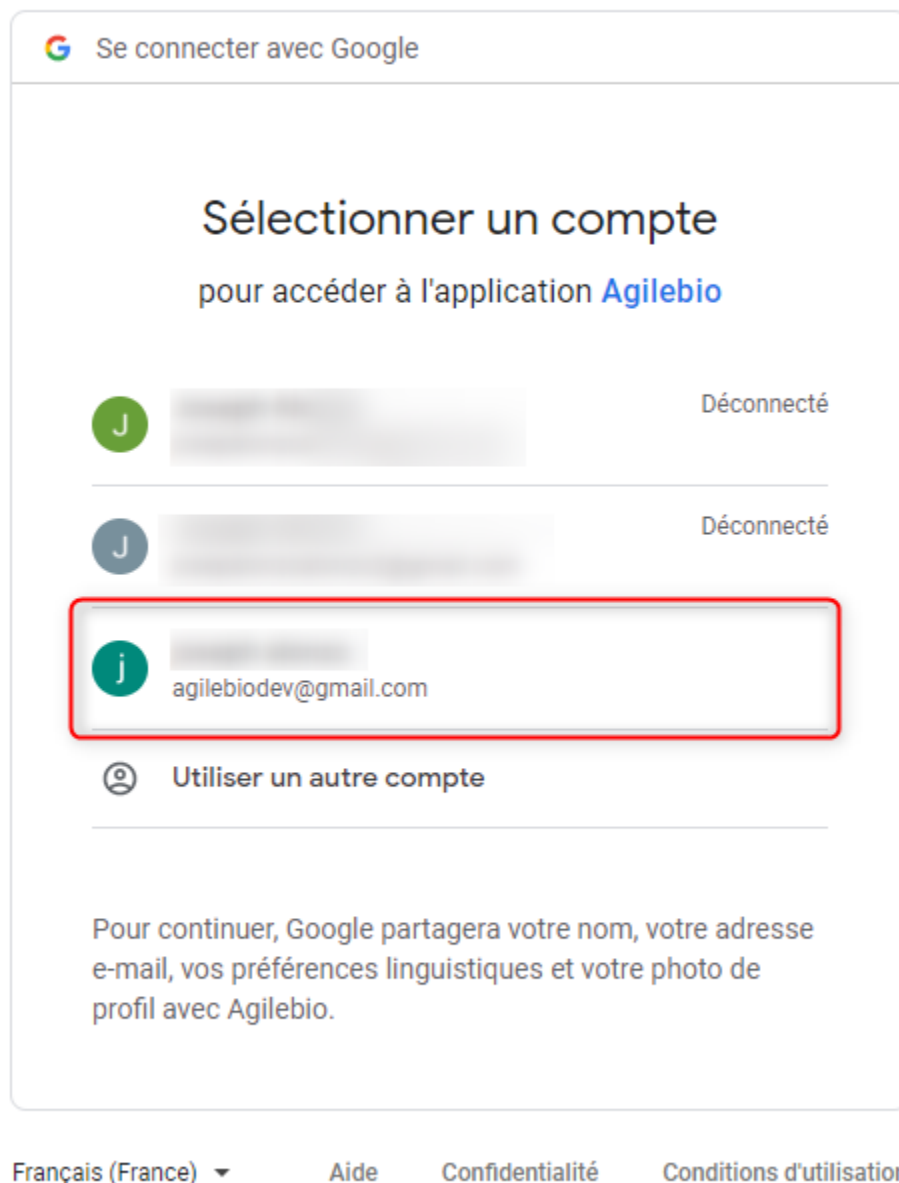 Se connecter avec Google
Sélectionner un compte
pour accéder à l'application Agilebio
J
Déconnecté
J
Déconnecté
j
agilebiodev@gmail.com
Utiliser un autre compte
Pour continuer, Google partagera votre nom, votre adresse
e-mail, vos préférences linguistiques et votre photo de
profil avec Agilebio.
Français (France) Aide Confidentialité Conditions d'utilisation